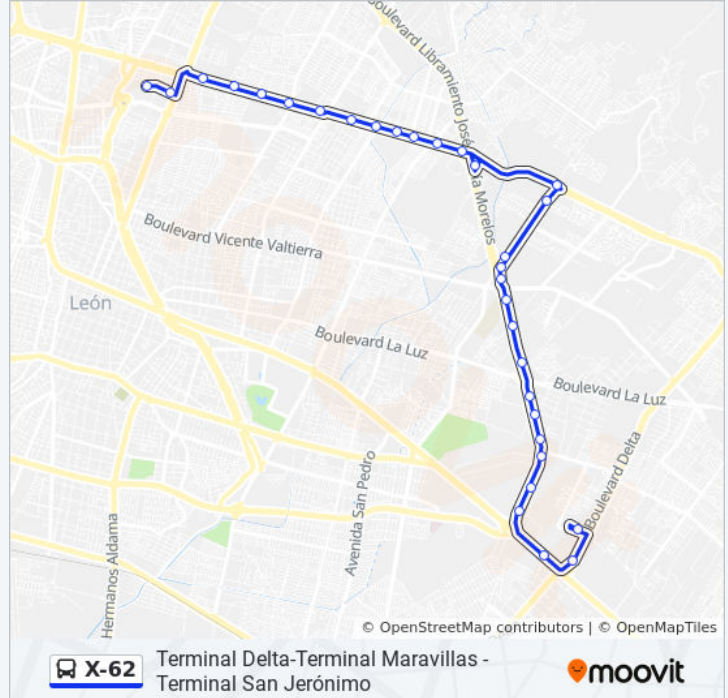 Boulevard Libramiento José
ía Morelos
Boulevard Vicente Valtierra
León
Boulevard La Luz
Boulevard La Luz
Boulevard Delta
Avenida San Pedro
Hermanos Aldama
© OpenStreetMap contributors | © OpenMapTiles
X-62
Terminal Delta-Terminal Maravillas -
Terminal San Jerónimo
moovit